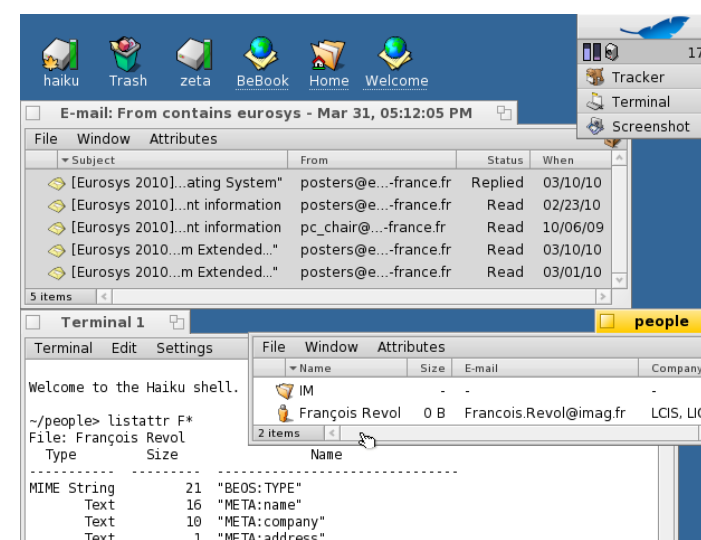 haiku Trash zeta BeBook Home Welcome
17
Tracker
Terminal
Screenshot
E-mail: From contains eurosys - Mar 31, 05:12:05 PM
File Window Attributes
Subject From Status When
[Eurosys 2010]...ating System" posters@e...-france.fr Replied 03/10/10
[Eurosys 2010]...nt information posters@e...-france.fr Read 02/23/10
[Eurosys 2010]...nt information pc_chair@...-france.fr Read 10/06/09
[Eurosys 2010...m Extended..." posters@e...-france.fr Read 03/10/10
[Eurosys 2010...m Extended..." posters@e...-france.fr Read 03/01/10
5 items
Terminal 1
Terminal Edit Settings
Welcome to the Haiku shell.
~/people> listattr F*
File: François Revol
Type Size Name
----------- --------- -------------------------------
MIME String 21 "BEOS:TYPE"
Text 16 "META:name"
Text 10 "META:company"
Text 1 "META:address"
people
File Window Attributes
Name Size E-mail Company
IM - - -
François Revol 0 B Francois.Revol@imag.fr LCIS, LIG
2 items